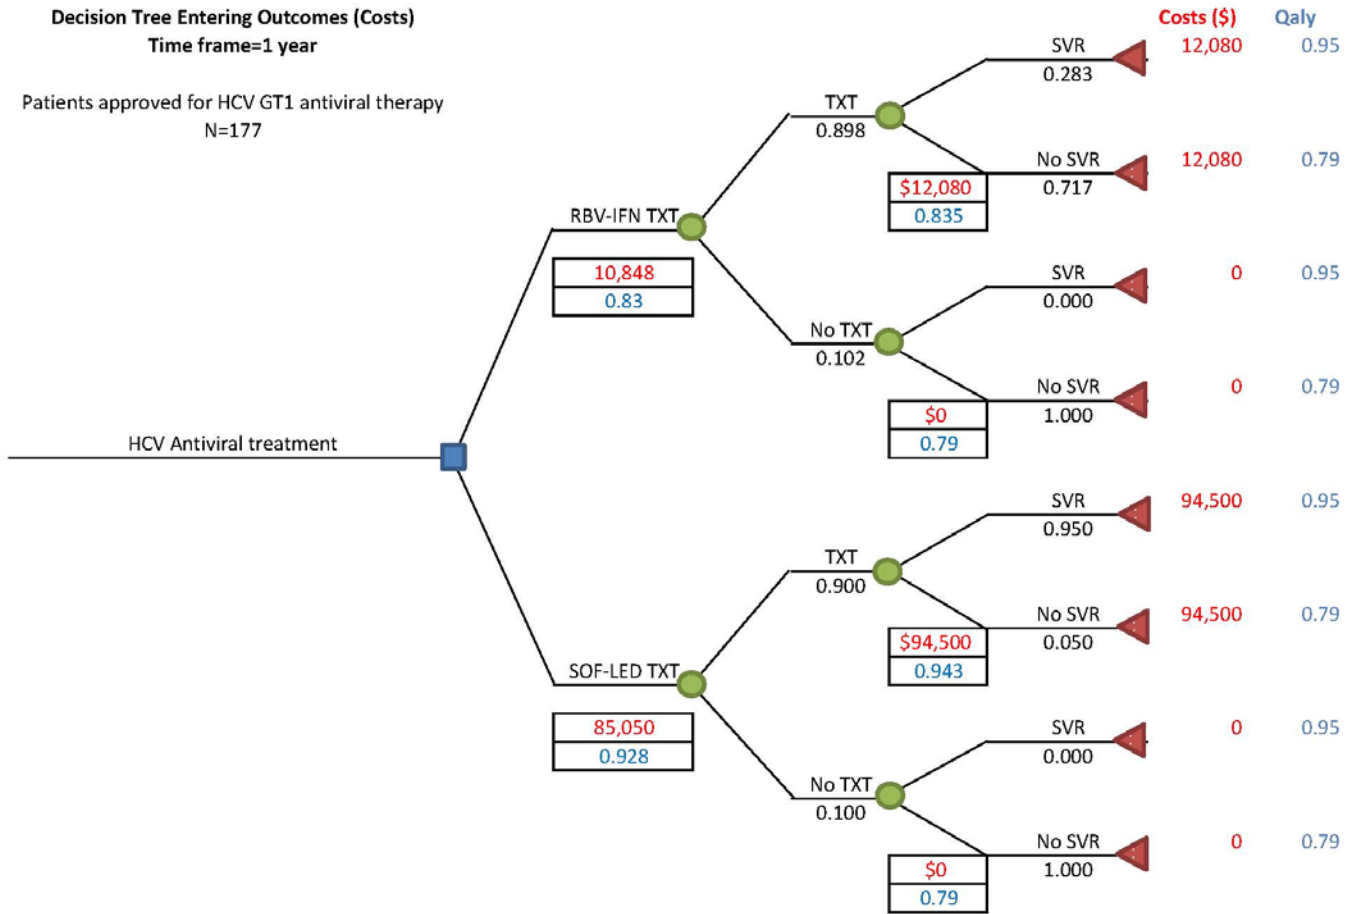 Decision Tree Entering Outcomes (Costs)
Time frame=1 year
Patients approved for HCV GT1 antiviral therapy
N=177
Costs ($) Qaly
SVR 12,080 0.95
0.283
TXT
0.898
No SVR 12,080 0.79
0.717
$12,080
0.835
RBV-IFN TXT
10,848
0.83
SVR 0 0.95
0.000
No TXT
0.102
No SVR 0 0.79
1.000
$0
0.79
HCV Antiviral treatment
SVR 94,500 0.95
0.950
TXT
0.900
No SVR 94,500 0.79
0.050
$94,500
0.943
SOF-LED TXT
85,050
0.928
SVR 0 0.95
0.000
No TXT
0.100
No SVR 0 0.79
1.000
$0
0.79